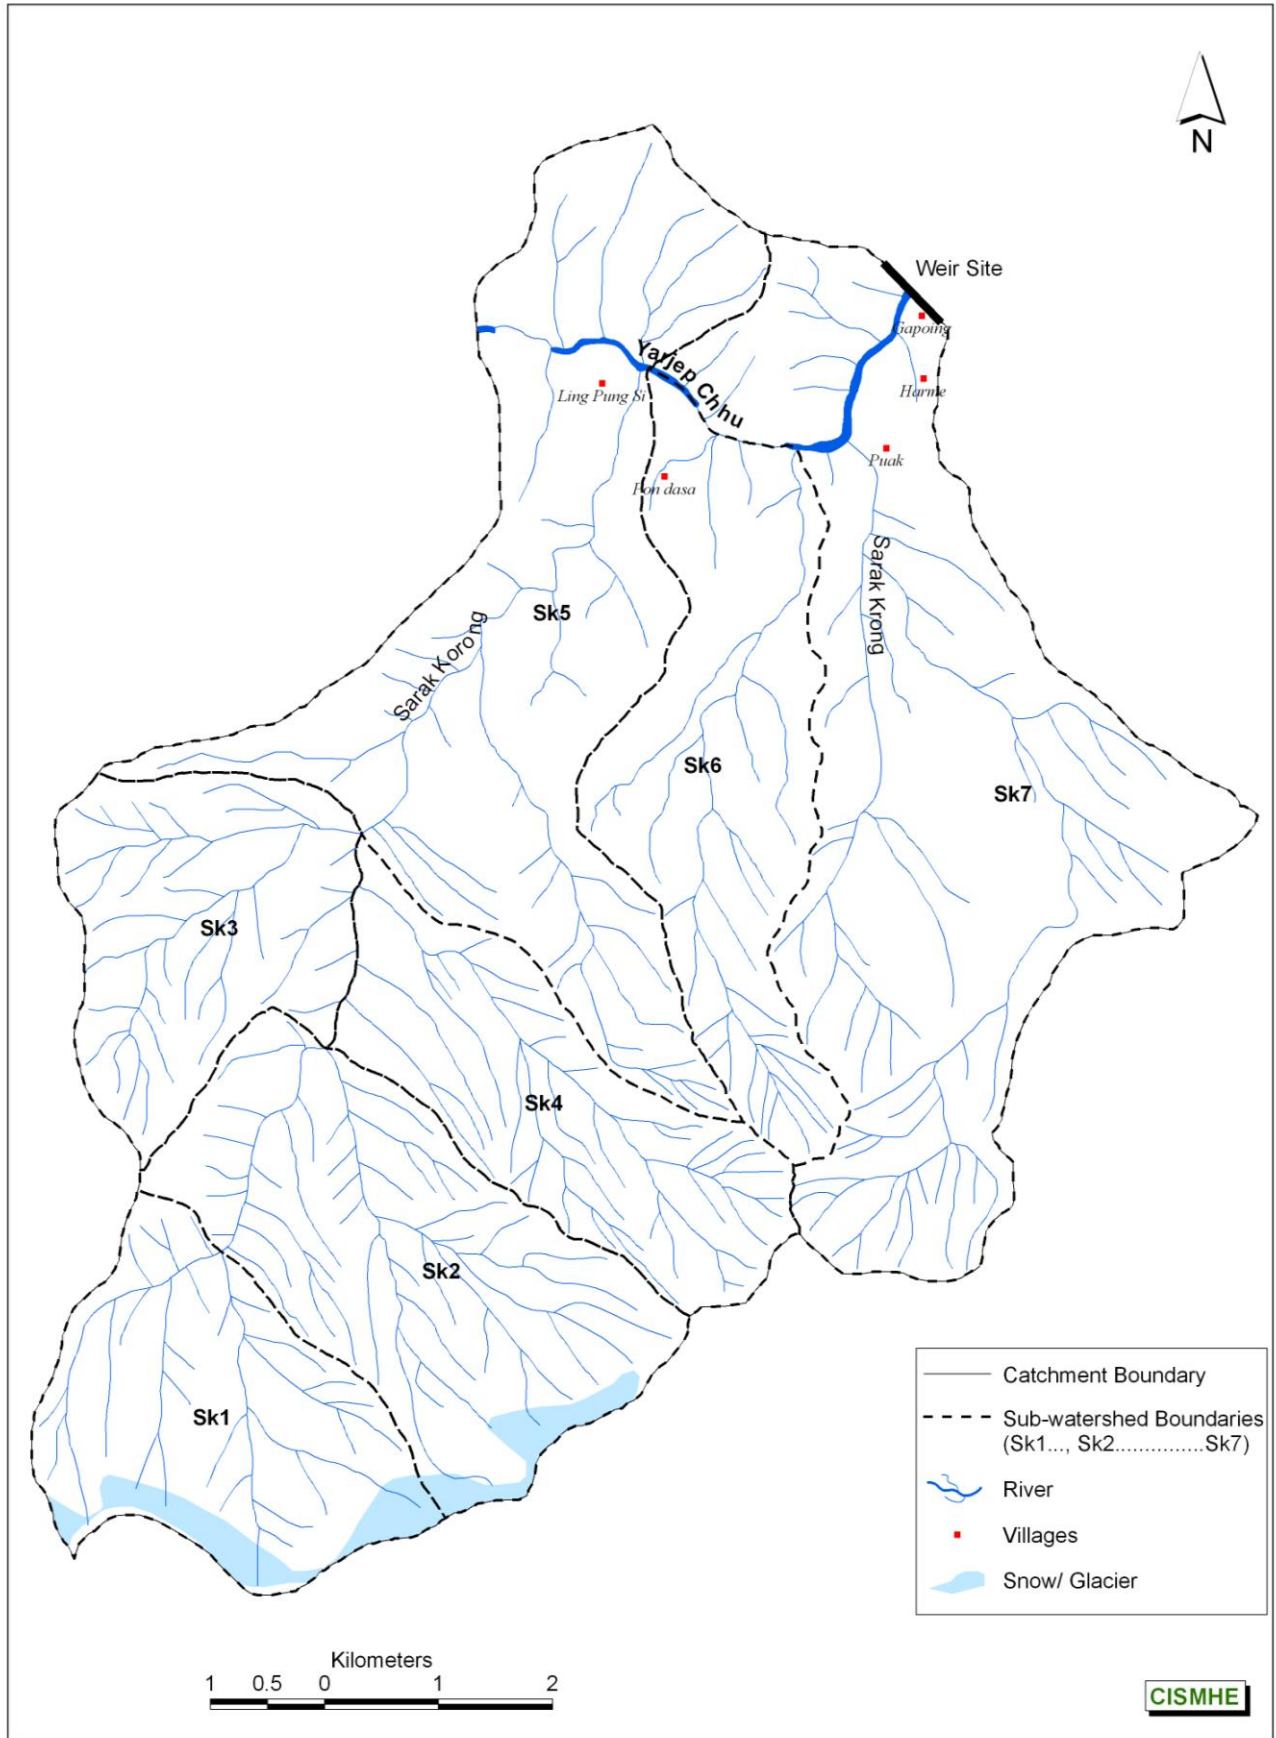 N
Weir Site
Gapoing
Yarjep Chhu
Harme
Ling Pung Si
Puak
Pon dasa
Sarak Krong
Sk5
Sarak Korong
Sk6
Sk7
Sk3
Sk4
Sk2
Sk1
Catchment Boundary
Sub-watershed Boundaries
(Sk1..., Sk2...............Sk7)
River
Villages
Snow/ Glacier
Kilometers
1 0.5 0 1 2
CISMHE